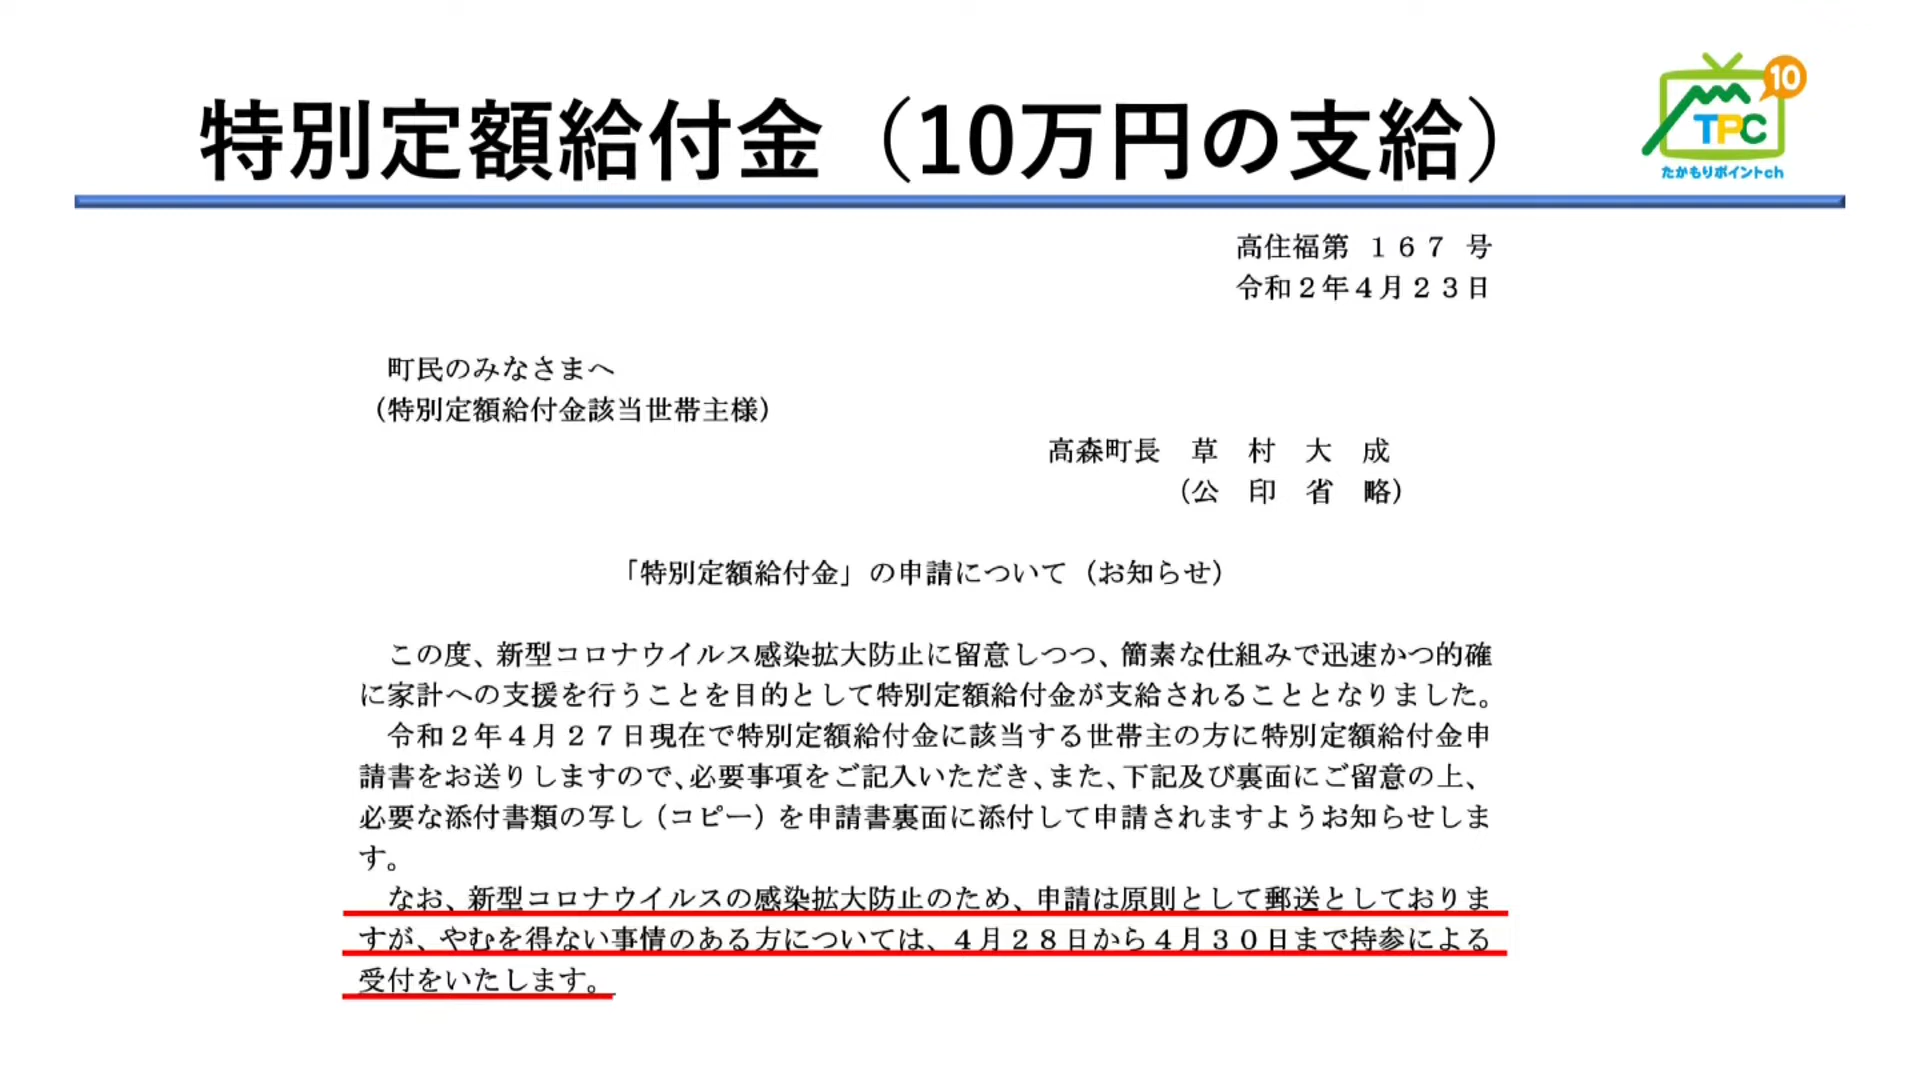 特別定額給付金（10万円の支給）
10
TPC
たかもりポイントch
高住福第 １６７ 号
令和２年４月２３日
町民のみなさまへ
（特別定額給付金該当世帯主様）
高森町長　草　村　大　成
（公　印　省　略）
「特別定額給付金」の申請について（お知らせ）
この度、新型コロナウイルス感染拡大防止に留意しつつ、簡素な仕組みで迅速かつ的確
に家計への支援を行うことを目的として特別定額給付金が支給されることとなりました。
令和２年４月２７日現在で特別定額給付金に該当する世帯主の方に特別定額給付金申
請書をお送りしますので、必要事項をご記入いただき、また、下記及び裏面にご留意の上、
必要な添付書類の写し（コピー）を申請書裏面に添付して申請されますようお知らせしま
す。
なお、新型コロナウイルスの感染拡大防止のため、申請は原則として郵送としておりま
すが、やむを得ない事情のある方については、４月２８日から４月３０日まで持参による
受付をいたします。